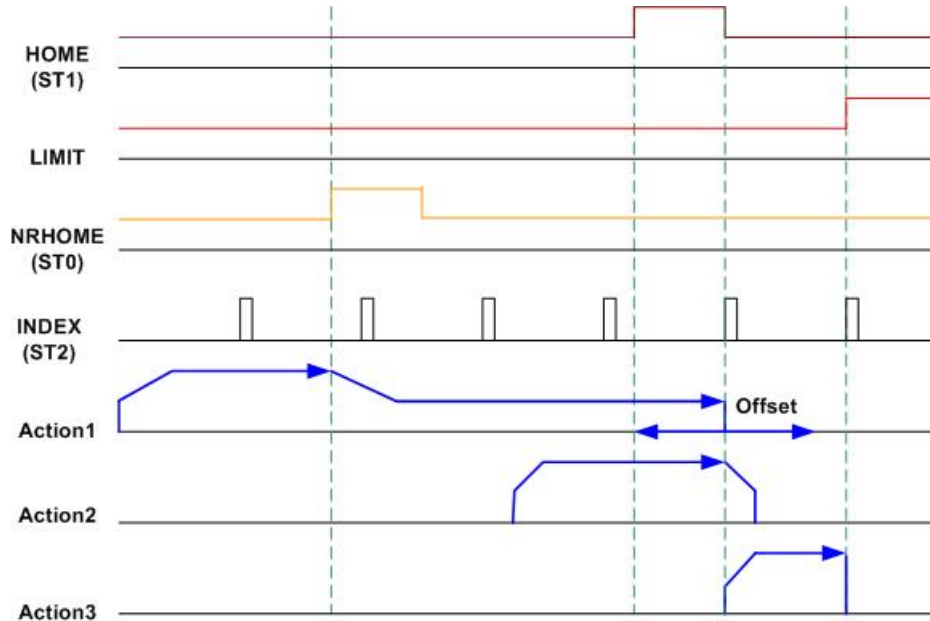 HOME
(ST1)
LIMIT
NRHOME
(ST0)
INDEX
(ST2)
Offset
Action1
Action2
Action3